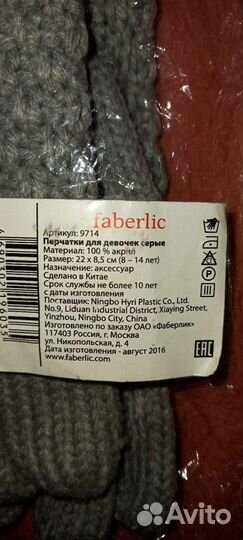 faberlic
Артикул: 9714
Перчатки для девочек серые
Материал: 100 % акрил
Размер: 22 х 8,5 см (8 – 14 лет)
Назначение: аксессуар
Сделано в Китае
Срок службы не более 10 лет
с даты изготовления
Поставщик: Ningbo Hyri Plastic Co., Ltd.
No.9, Liduan Industrial District, Xiaying Street,
Yinzhou, Ningbo City, China
Изготовлено по заказу ОАО «Фаберлик»
117403 Россия, г. Москва
ул. Никопольская, д. 4
Дата изготовления - август 2016
www.faberlic.com
P
EAC
Avito